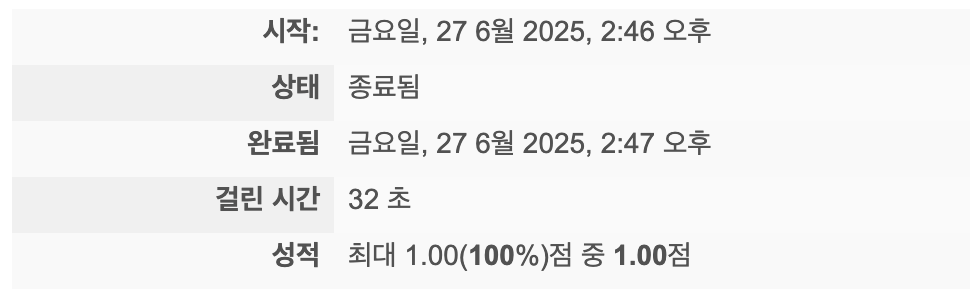 시작: 금요일, 27 6월 2025, 2:46 오후
상태 종료됨
완료됨 금요일, 27 6월 2025, 2:47 오후
걸린 시간 32 초
성적 최대 1.00(100%)점 중 1.00점